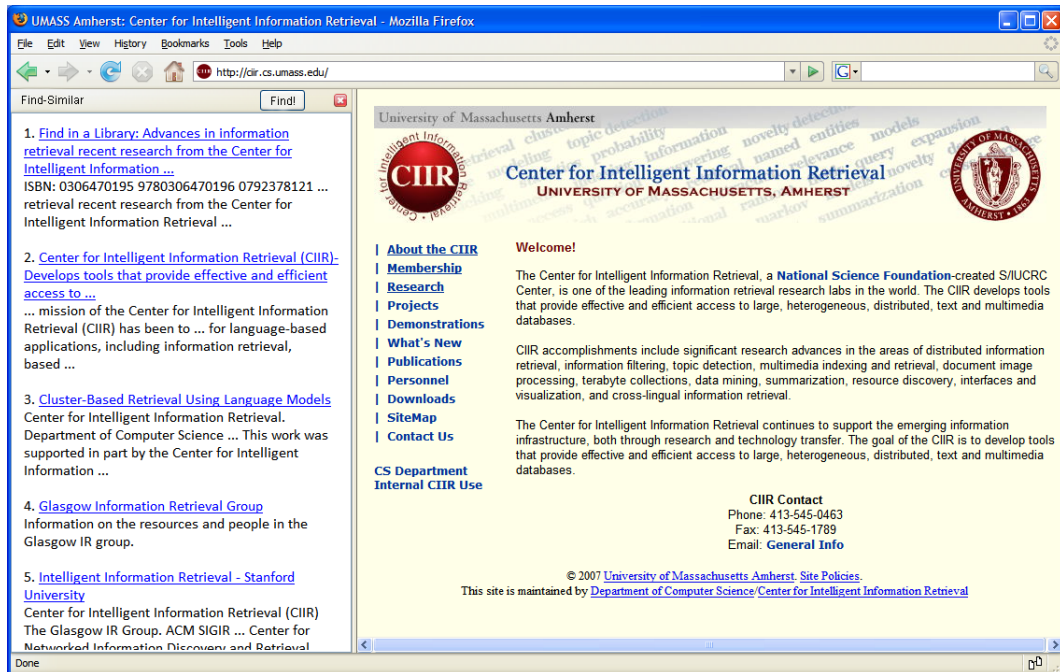 UMASS Amherst: Center for Intelligent Information Retrieval - Mozilla Firefox
File Edit View History Bookmarks Tools Help
http://ciir.cs.umass.edu/
G
Find-Similar Find!
1. Find in a Library: Advances in information
retrieval recent research from the Center for
Intelligent Information ...
ISBN: 0306470195 9780306470196 0792378121 ...
retrieval recent research from the Center for
Intelligent Information Retrieval ...
2. Center for Intelligent Information Retrieval (CIIR)-
Develops tools that provide effective and efficient
access to ...
... mission of the Center for Intelligent Information
Retrieval (CIIR) has been to ... for language-based
applications, including information retrieval,
based ...
3. Cluster-Based Retrieval Using Language Models
Center for Intelligent Information Retrieval.
Department of Computer Science ... This work was
supported in part by the Center for Intelligent
Information ...
4. Glasgow Information Retrieval Group
Information on the resources and people in the
Glasgow IR group.
5. Intelligent Information Retrieval - Stanford
University
Center for Intelligent Information Retrieval (CIIR)
The Glasgow IR Group. ACM SIGIR ... Center for
Networked Information Discovery and Retrieval
University of Massachusetts Amherst
CIIR
Center for Intelligent Information Retrieval
UNIVERSITY OF MASSACHUSETTS, AMHERST
| About the CIIR
| Membership
| Research
| Projects
| Demonstrations
| What's New
| Publications
| Personnel
| Downloads
| SiteMap
| Contact Us
CS Department
Internal CIIR Use
Welcome!
The Center for Intelligent Information Retrieval, a National Science Foundation-created S/IUCRC
Center, is one of the leading information retrieval research labs in the world. The CIIR develops tools
that provide effective and efficient access to large, heterogeneous, distributed, text and multimedia
databases.
CIIR accomplishments include significant research advances in the areas of distributed information
retrieval, information filtering, topic detection, multimedia indexing and retrieval, document image
processing, terabyte collections, data mining, summarization, resource discovery, interfaces and
visualization, and cross-lingual information retrieval.
The Center for Intelligent Information Retrieval continues to support the emerging information
infrastructure, both through research and technology transfer. The goal of the CIIR is to develop tools
that provide effective and efficient access to large, heterogeneous, distributed, text and multimedia
databases.
CIIR Contact
Phone: 413-545-0463
Fax: 413-545-1789
Email: General Info
© 2007 University of Massachusetts Amherst. Site Policies.
This site is maintained by Department of Computer Science/Center for Intelligent Information Retrieval
Done